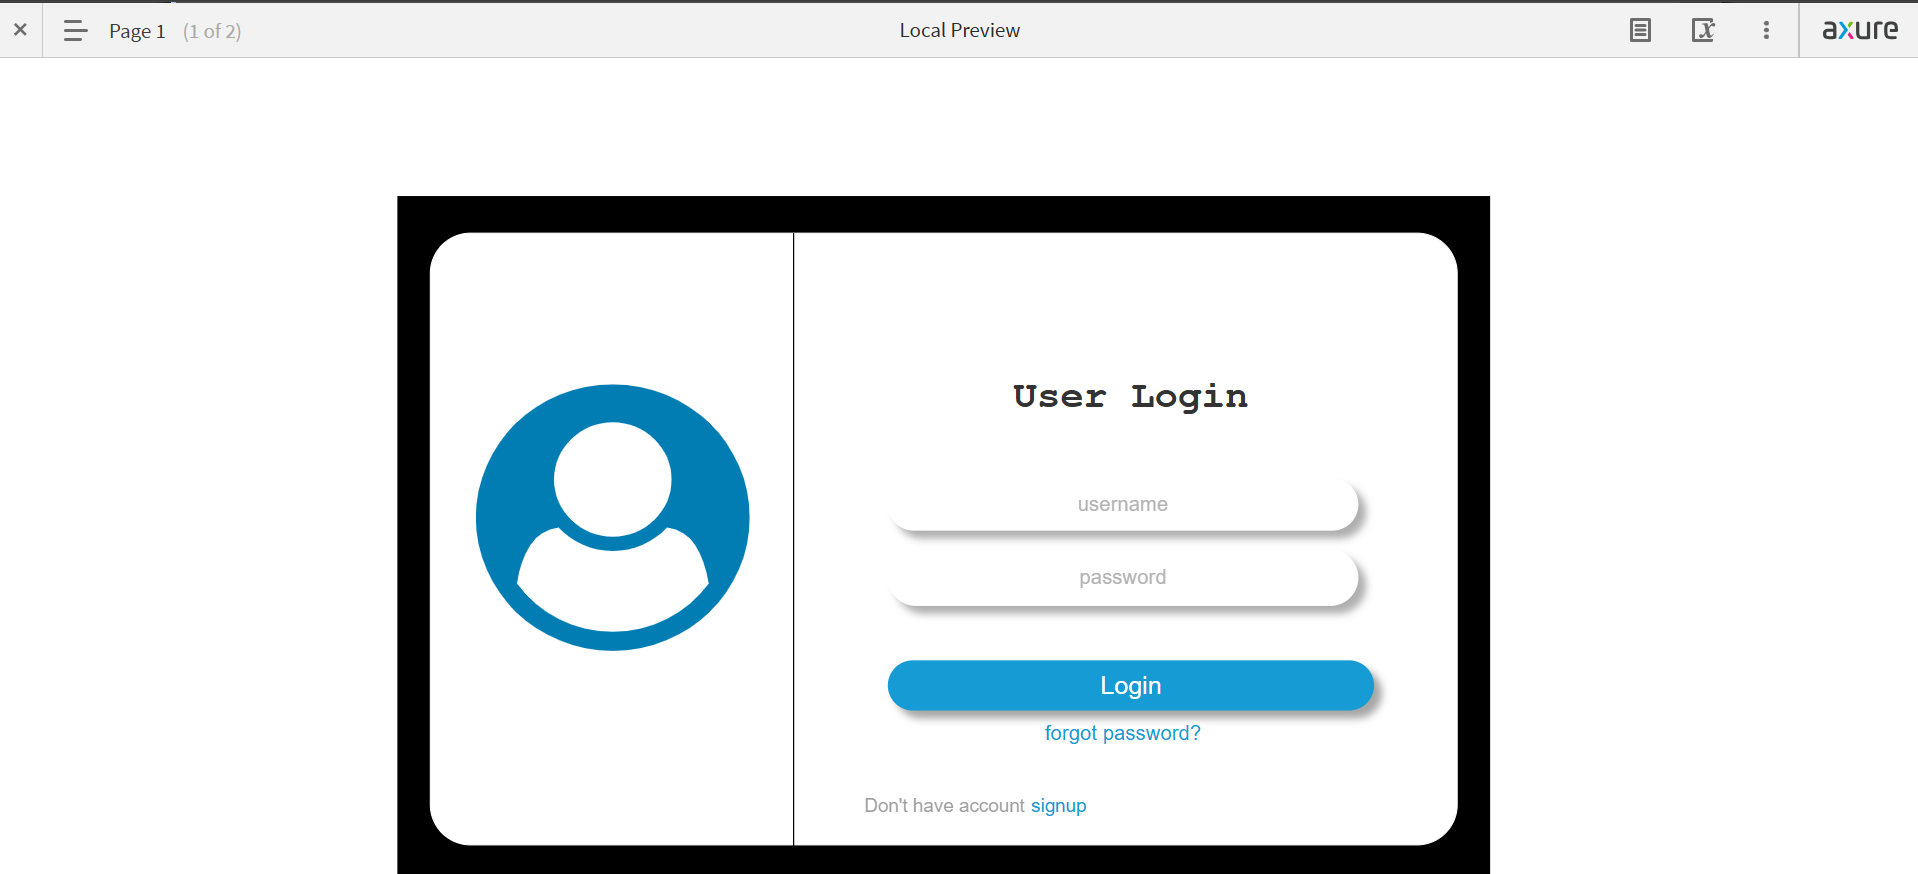 Page 1 (1 of 2) Local Preview axure
User Login
username
password
Login
forgot password?
Don't have account signup